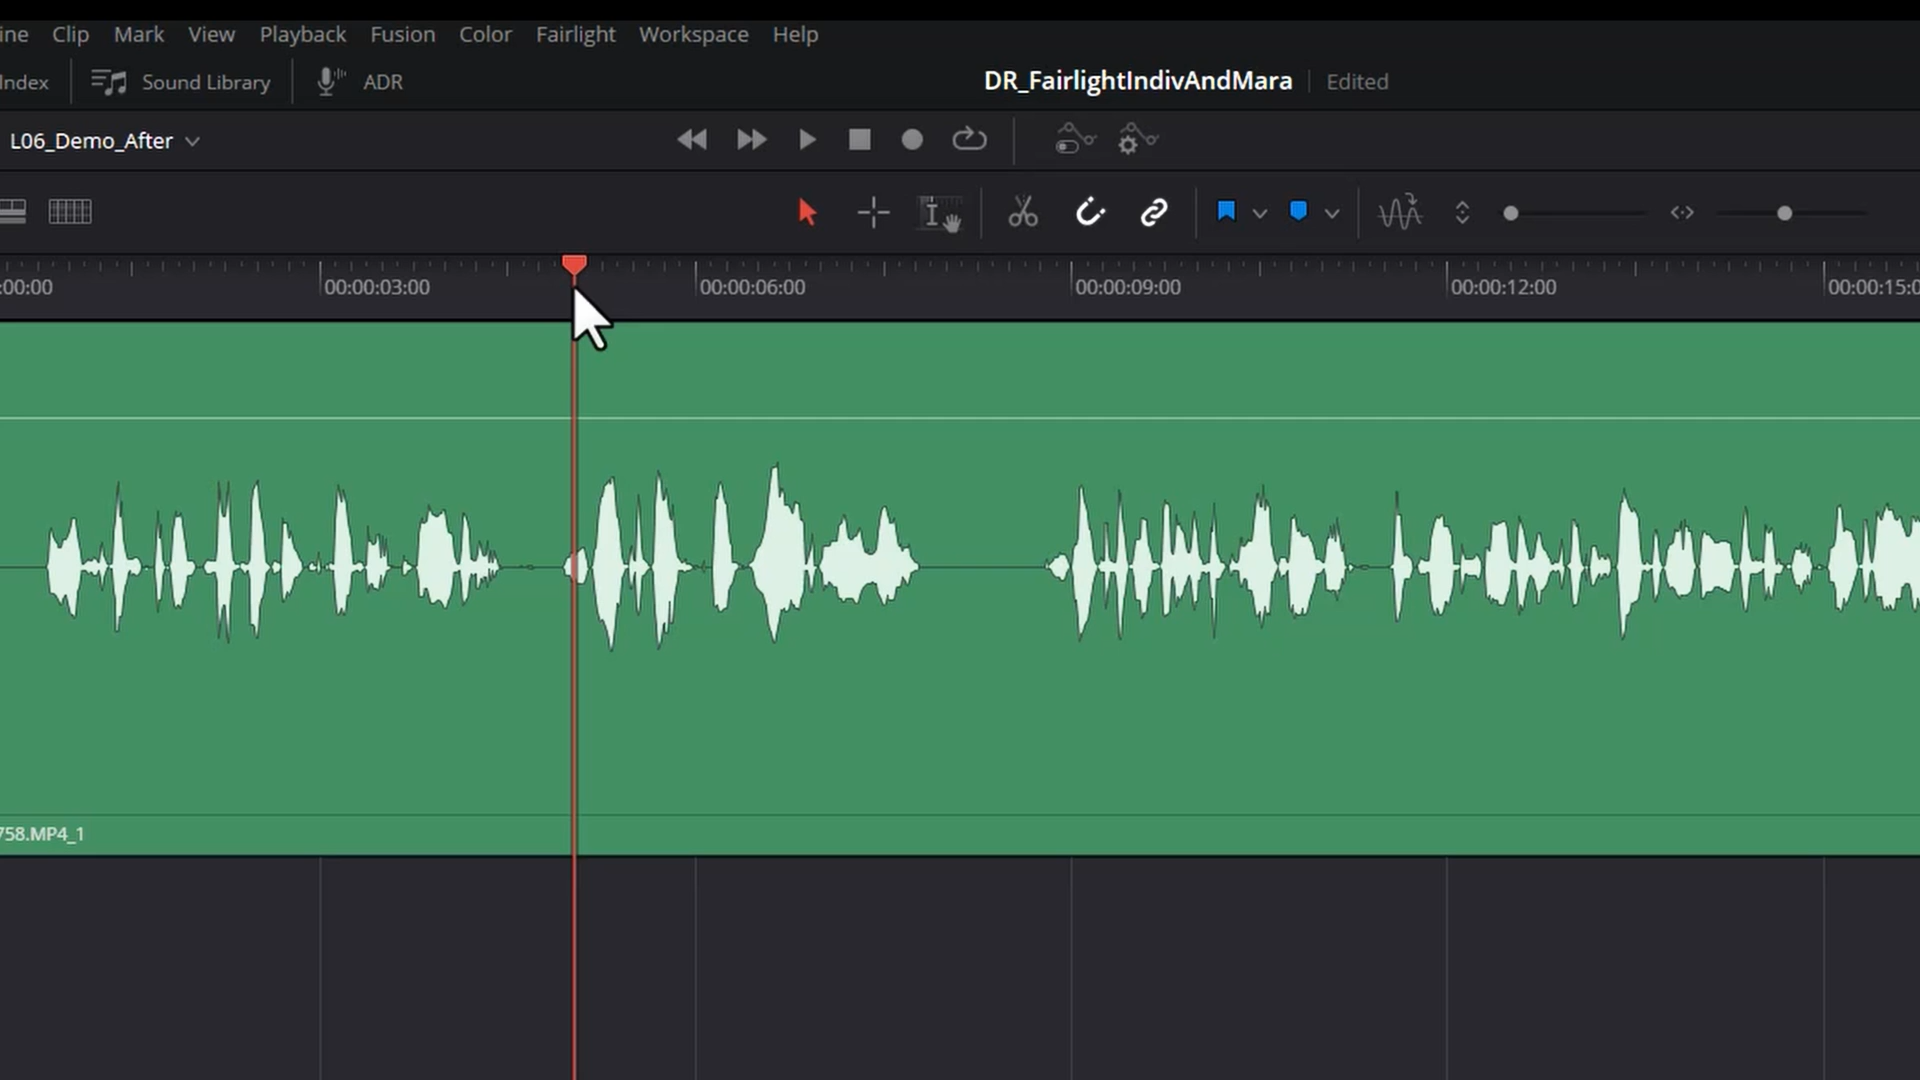 ine Clip Mark View Playback Fusion Color Fairlight Workspace Help
Index Sound Library ADR DR_FairlightIndivAndMara Edited
L06_Demo_After
:00:00 00:00:03:00 00:00:06:00 00:00:09:00 00:00:12:00 00:00:15:0
758.MP4_1